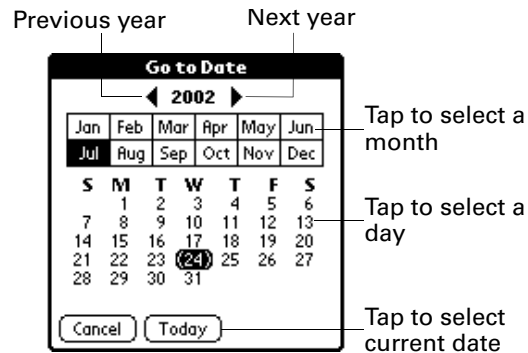 Previous year
Next year
Go to Date
2002
Jan Feb Mar Apr May Jun
Tap to select a
month
Jul Aug Sep Oct Nov Dec
S M T W T F S
1 2 3 4 5 6
7 8 9 10 11 12 13
Tap to select a
day
14 15 16 17 18 19 20
21 22 23 24 25 26 27
28 29 30 31
Cancel Today
Tap to select
current date